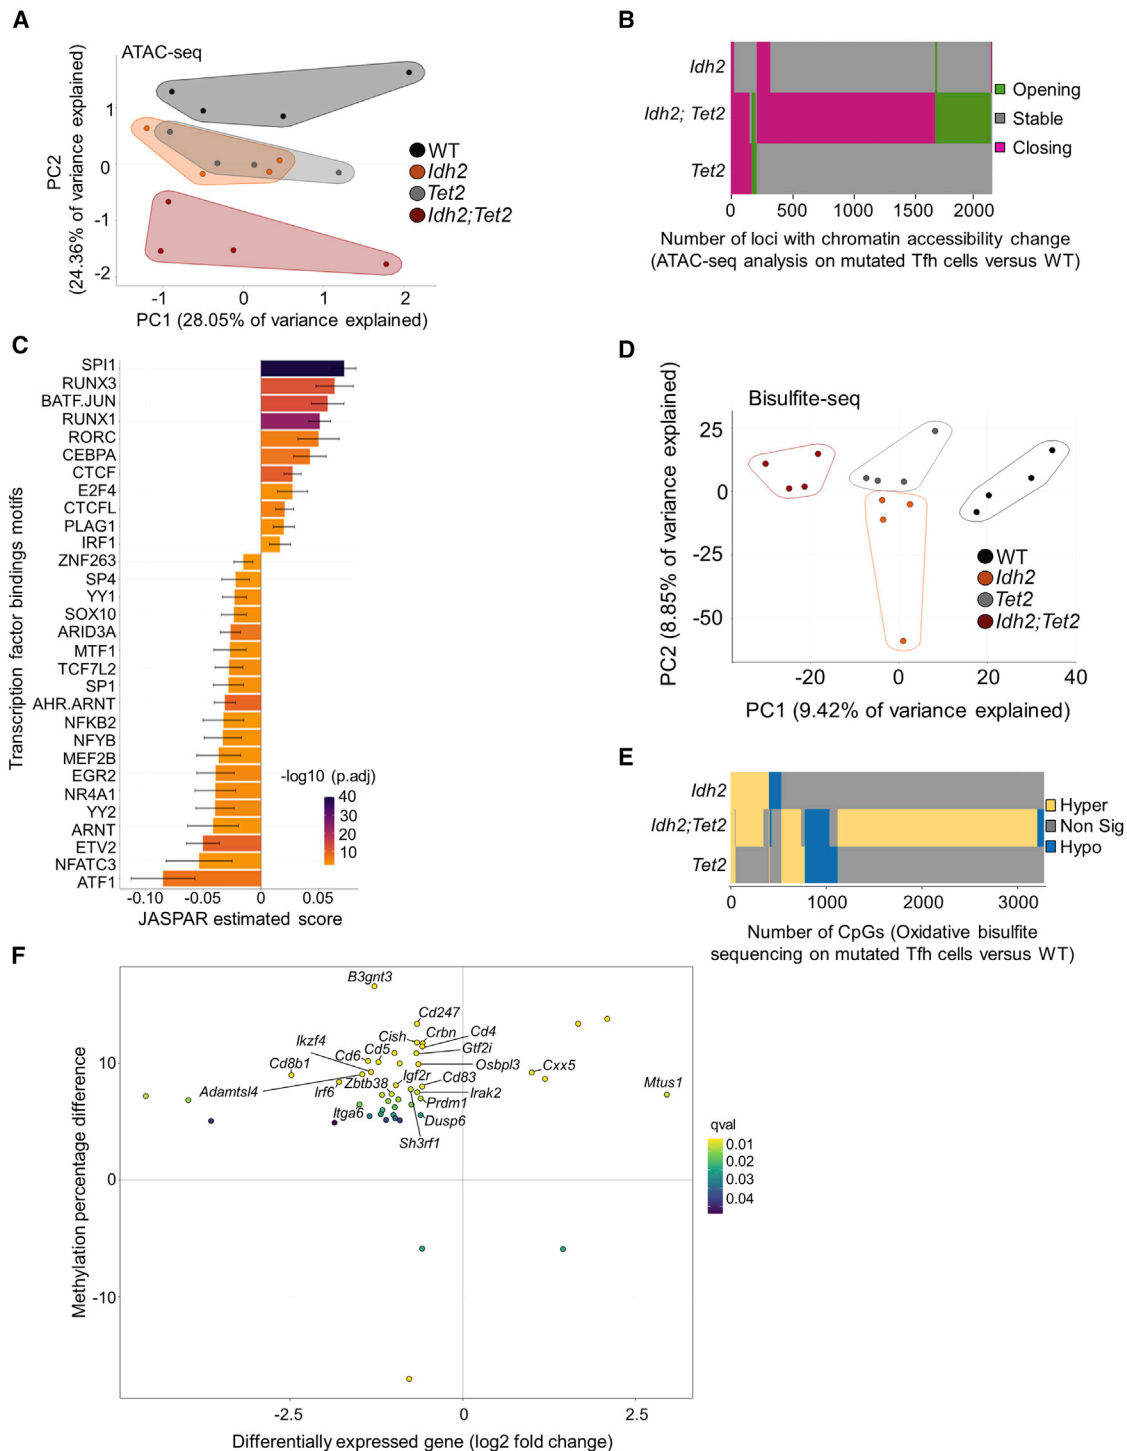 A
ATAC-seq
PC2
(24.36% of variance explained)
1
0
-1
-2
-1
0
1
2
PC1 (28.05% of variance explained)
WT
Idh2
Tet2
Idh2;Tet2
B
Idh2
Idh2; Tet2
Tet2
Opening
Stable
Closing
0
500
1000
1500
2000
Number of loci with chromatin accessibility change
(ATAC-seq analysis on mutated Tfh cells versus WT)
C
Transcription factor bindings motifs
SPI1
RUNX3
BATF.JUN
RUNX1
RORC
CEBPA
CTCF
E2F4
CTCFL
PLAG1
IRF1
ZNF263
SP4
YY1
SOX10
ARID3A
MTF1
TCF7L2
SP1
AHR.ARNT
NFKB2
NFYB
MEF2B
EGR2
NR4A1
YY2
ARNT
ETV2
NFATC3
ATF1
-log10 (p.adj)
40
30
20
10
-0.10
-0.05
0
0.05
JASPAR estimated score
D
Bisulfite-seq
PC2 (8.85% of variance explained)
25
0
-25
-50
WT
Idh2
Tet2
Idh2;Tet2
-20
0
20
40
PC1 (9.42% of variance explained)
E
Idh2
Idh2;Tet2
Tet2
Hyper
Non Sig
Hypo
0
1000
2000
3000
Number of CpGs (Oxidative bisulfite
sequencing on mutated Tfh cells versus WT)
F
Methylation percentage difference
10
0
-10
B3gnt3
Cd247
Cish
Crbn
Cd4
Ikzf4
Cd6
Cd5
Gtf2i
Cd8b1
Osbpl3
Cxx5
Adamtsl4
Irf6
Zbtb38
Igf2r
Cd83
Irak2
Mtus1
Itga6
Prdm1
Dusp6
Sh3rf1
qval
0.01
0.02
0.03
0.04
-2.5
0
2.5
Differentially expressed gene (log2 fold change)